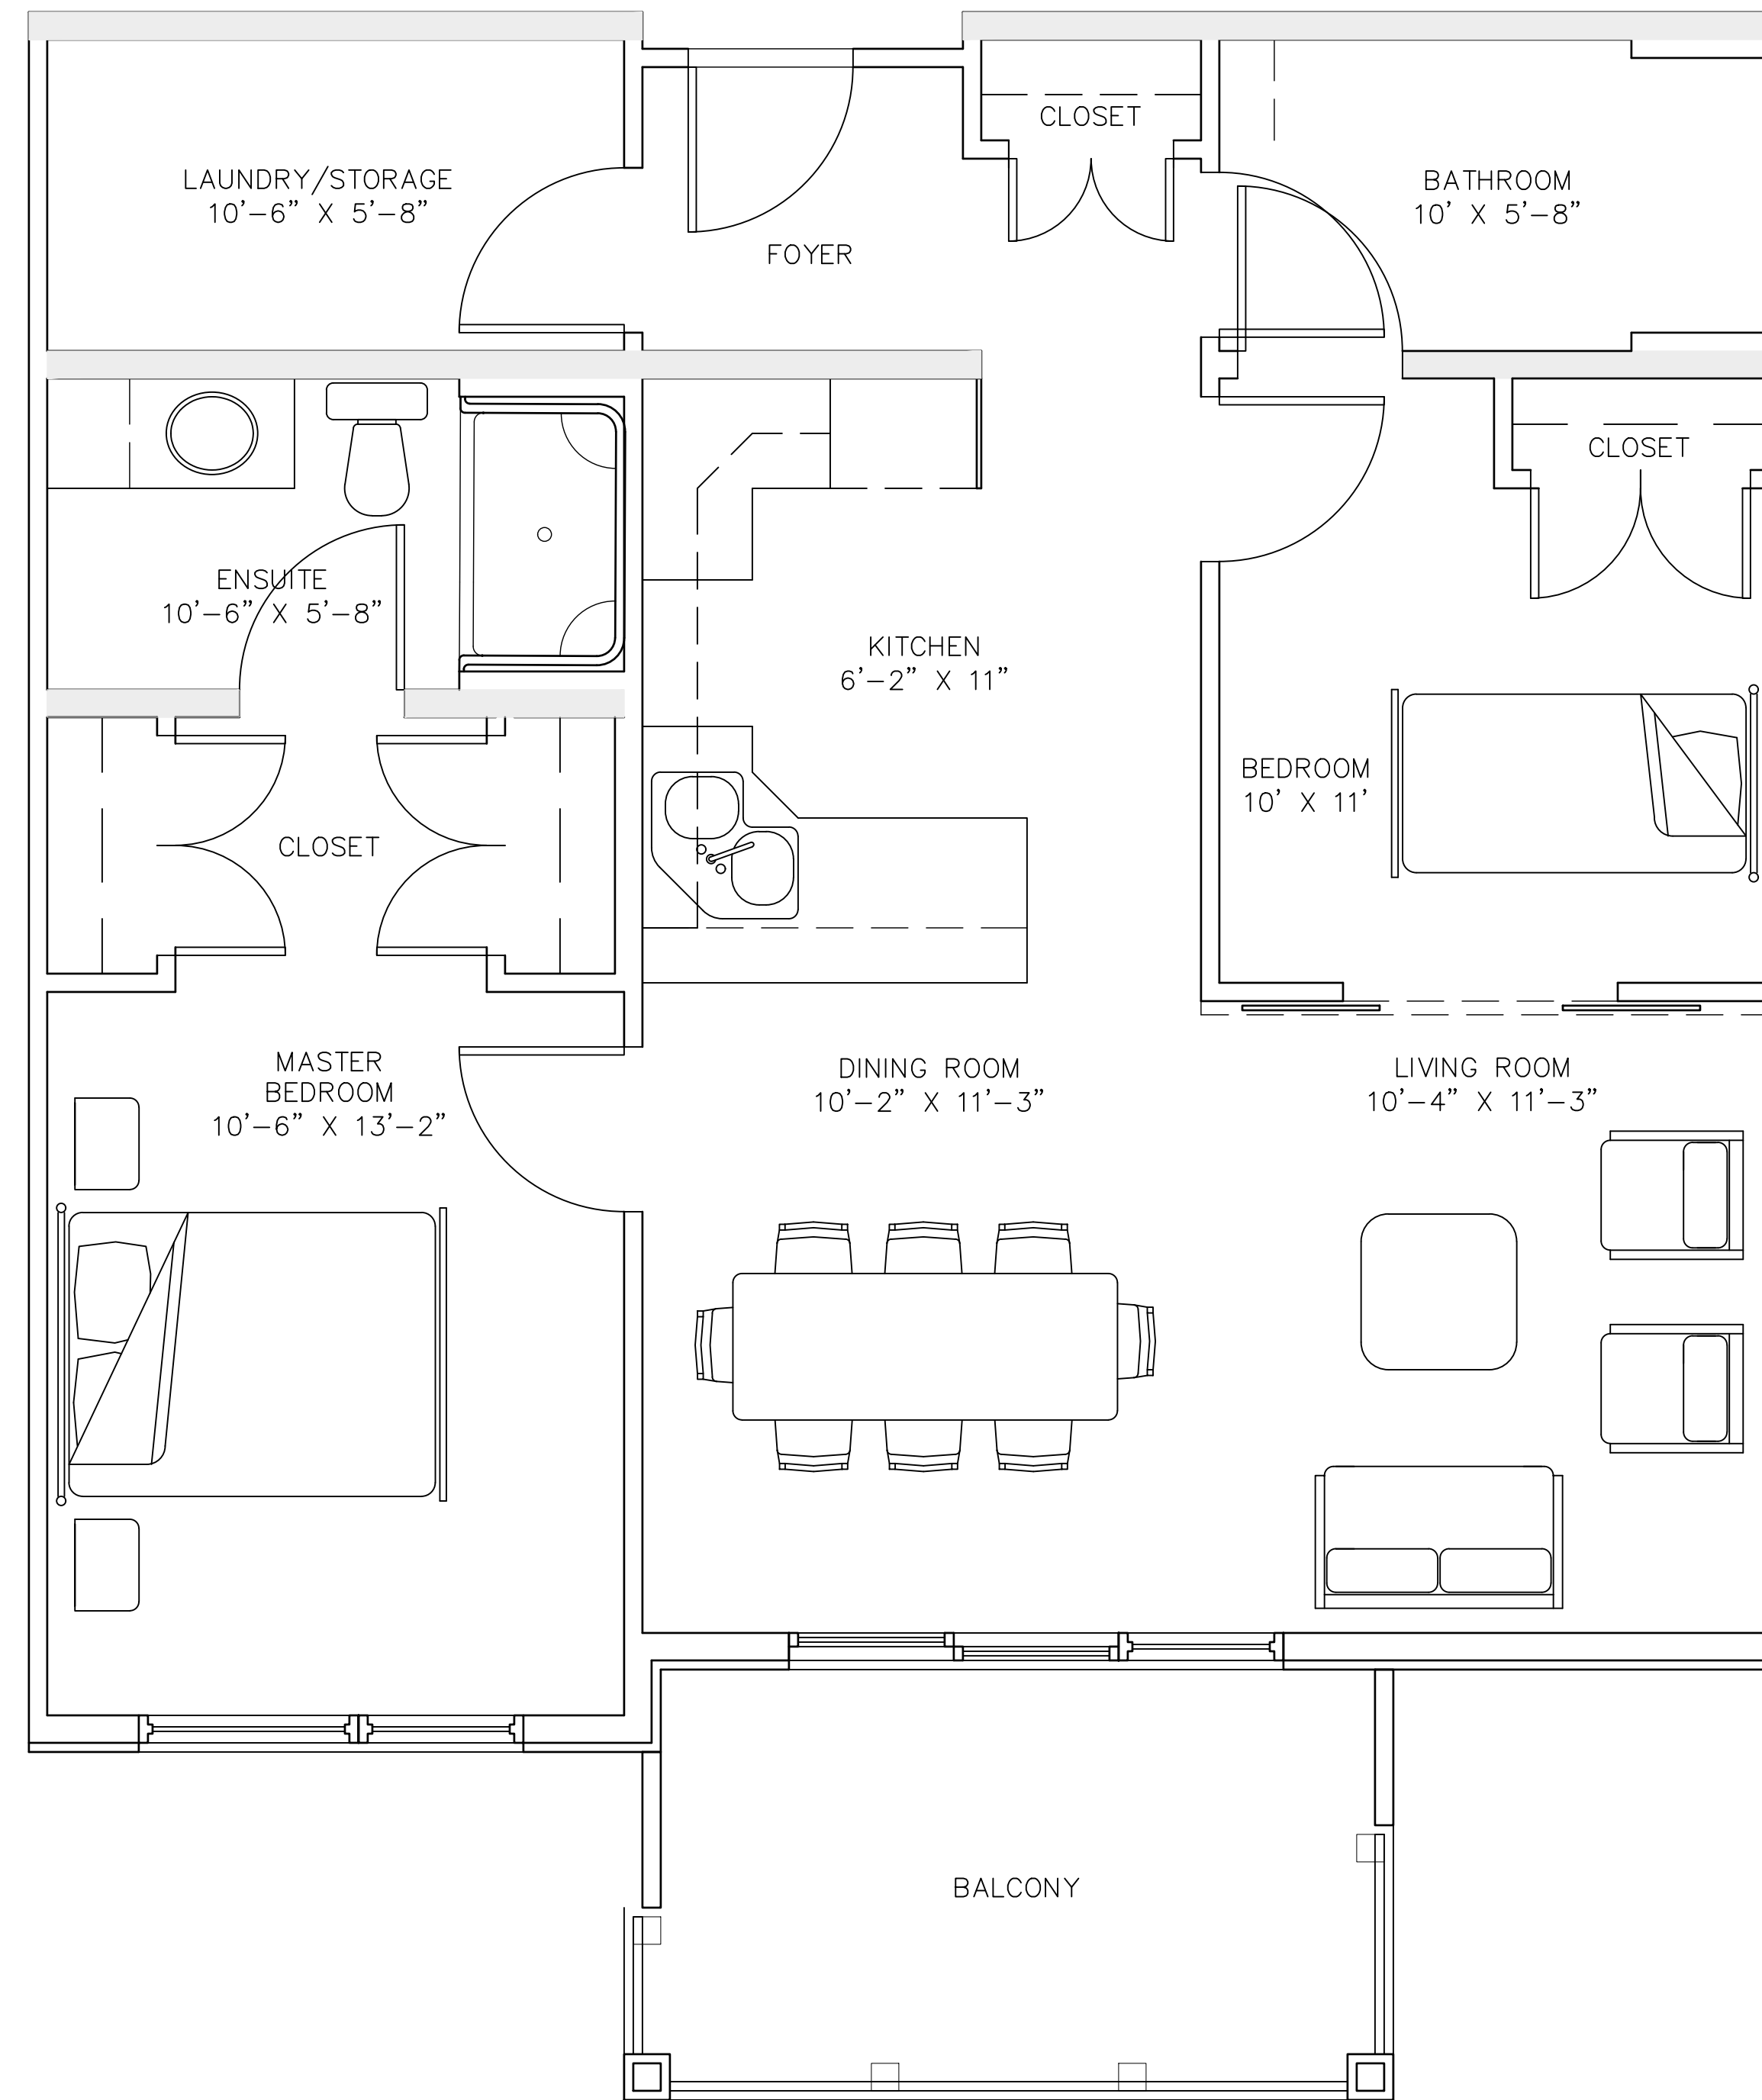 CLOSET
LAUNDRY/STORAGE
10'-6" X 5'-8"
BATHROOM
10' X 5'-8"
FOYER
CLOSET
ENSUITE
10'-6" X 5'-8"
KITCHEN
6'-2" X 11"
BEDROOM
10' X 11'
CLOSET
MASTER
BEDROOM
10'-6" X 13'-2"
DINING ROOM
10'-2" X 11'-3"
LIVING ROOM
10'-4" X 11'-3"
BALCONY